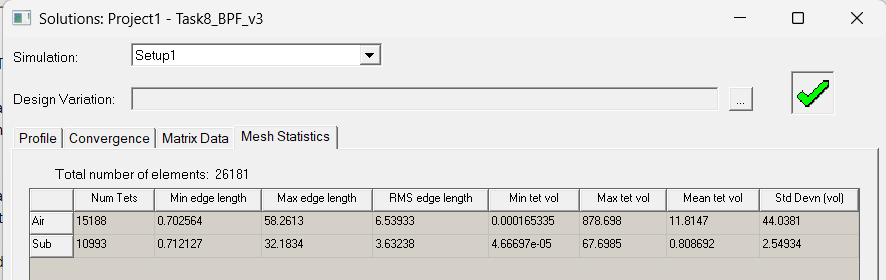 Solutions: Project1 - Task8_BPF_v3
Simulation: Setup1
Design Variation: ...
Profile Convergence Matrix Data Mesh Statistics
Total number of elements: 26181
Num Tets Min edge length Max edge length RMS edge length Min tet vol Max tet vol Mean tet vol Std Devn (vol)
Air 15188 0.702564 58.2613 6.53933 0.000165335 878.698 11.8147 44.0381
Sub 10993 0.712127 32.1834 3.63238 4.66697e-05 67.6985 0.808692 2.54934